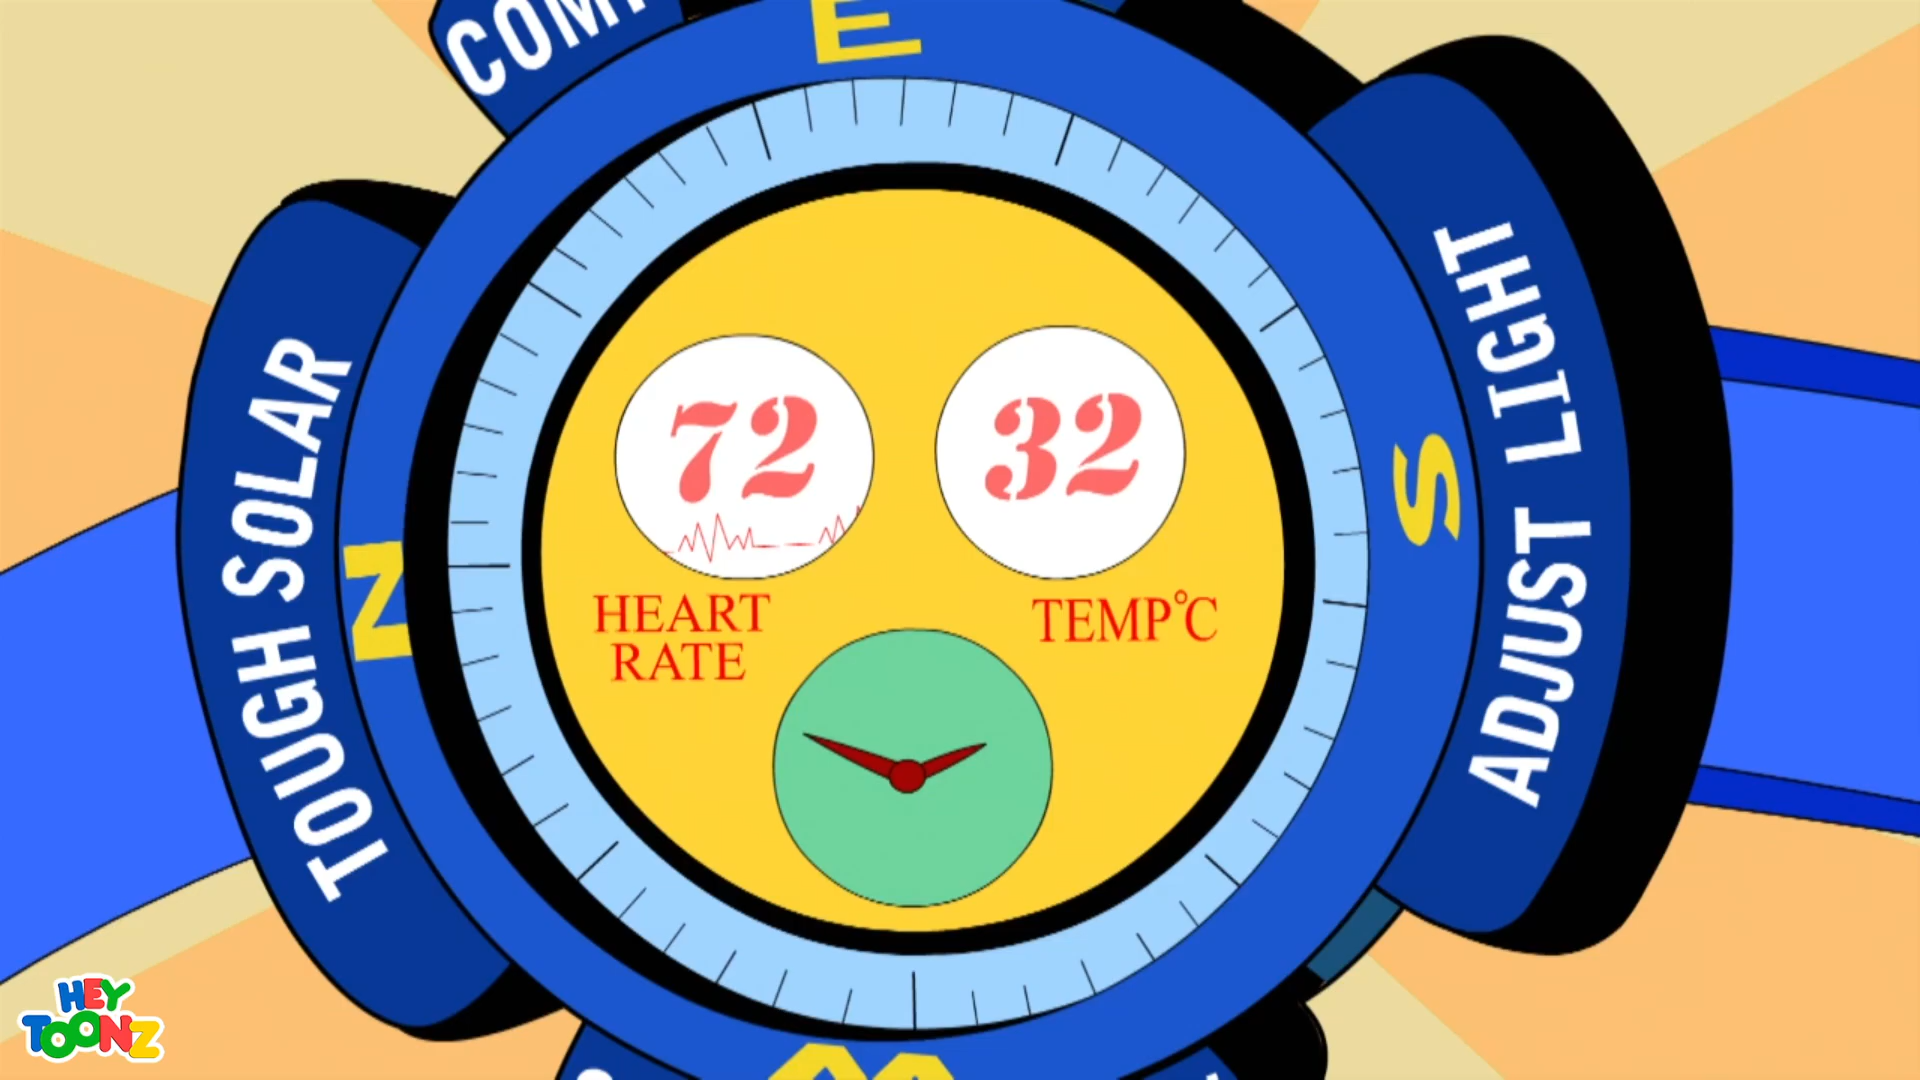 E
TOUGH SOLAR
ADJUST LIGHT
N
S
72
32
HEART
RATE
TEMP°C
W
HEY
TOONZ